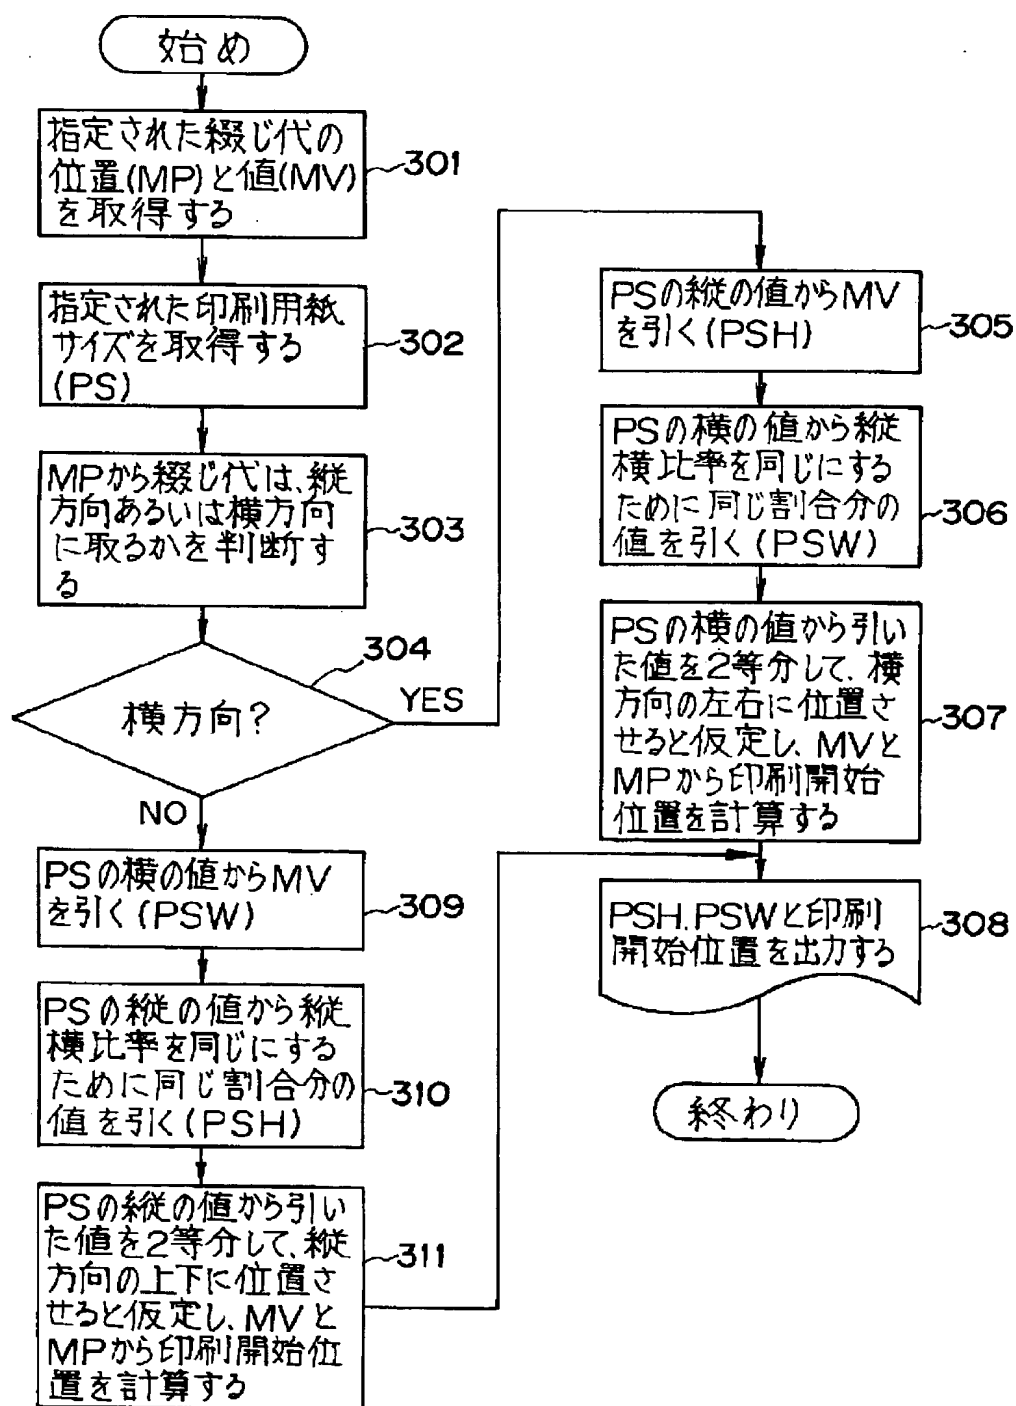 始め
指定された綴じ代の
位置(MP)と値(MV)
を取得する
301
指定された印刷用紙
サイズを取得する
(PS)
302
MPから綴じ代は、縦
方向あるいは横方向
に取るかを判断す
る
303
304
横方向?
YES
NO
PSの縦の値からMV
を引く(PSH)
305
PSの横の値から縦
横比率を同じにする
ために同じ割合分の
値を引く(PSW)
306
PSの横の値から引い
た値を2等分して、横
方向の左右に位置さ
せると仮定し、MVと
MPから印刷開始
位置を計算する
307
PSH.PSWと印刷
開始位置を出力する
308
終わり
PSの横の値からMV
を引く(PSW)
309
PSの縦の値から縦
横比率を同じにする
ために同じ割合分の
値を引く(PSH)
310
PSの縦の値から引い
た値を2等分して、縦
方向の上下に位置さ
せると仮定し、MVと
MPから印刷開始位
置を計算する
311